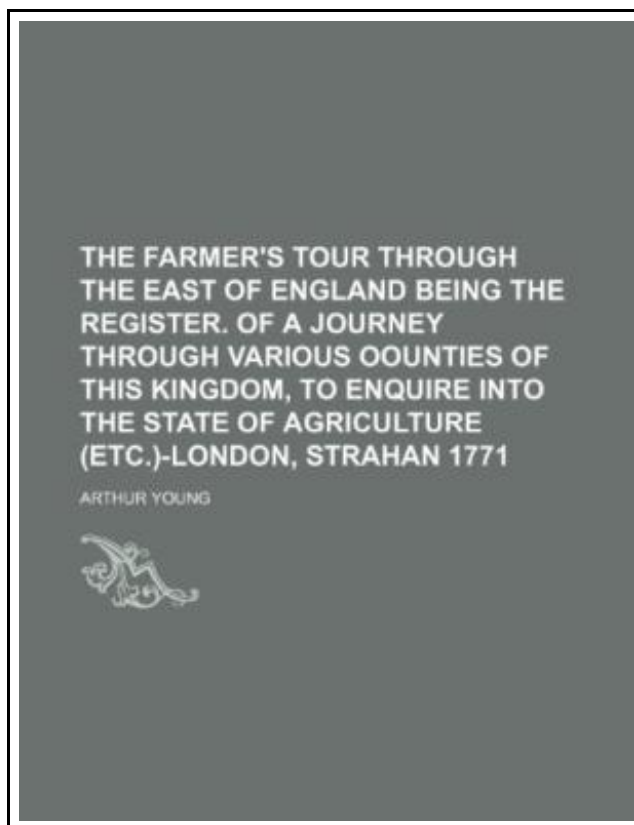 THE FARMER'S TOUR THROUGH
THE EAST OF ENGLAND BEING THE
REGISTER. OF A JOURNEY
THROUGH VARIOUS OOUNTIES OF
THIS KINGDOM, TO ENQUIRE INTO
THE STATE OF AGRICULTURE
(ETC.)-LONDON, STRAHAN 1771
ARTHUR YOUNG